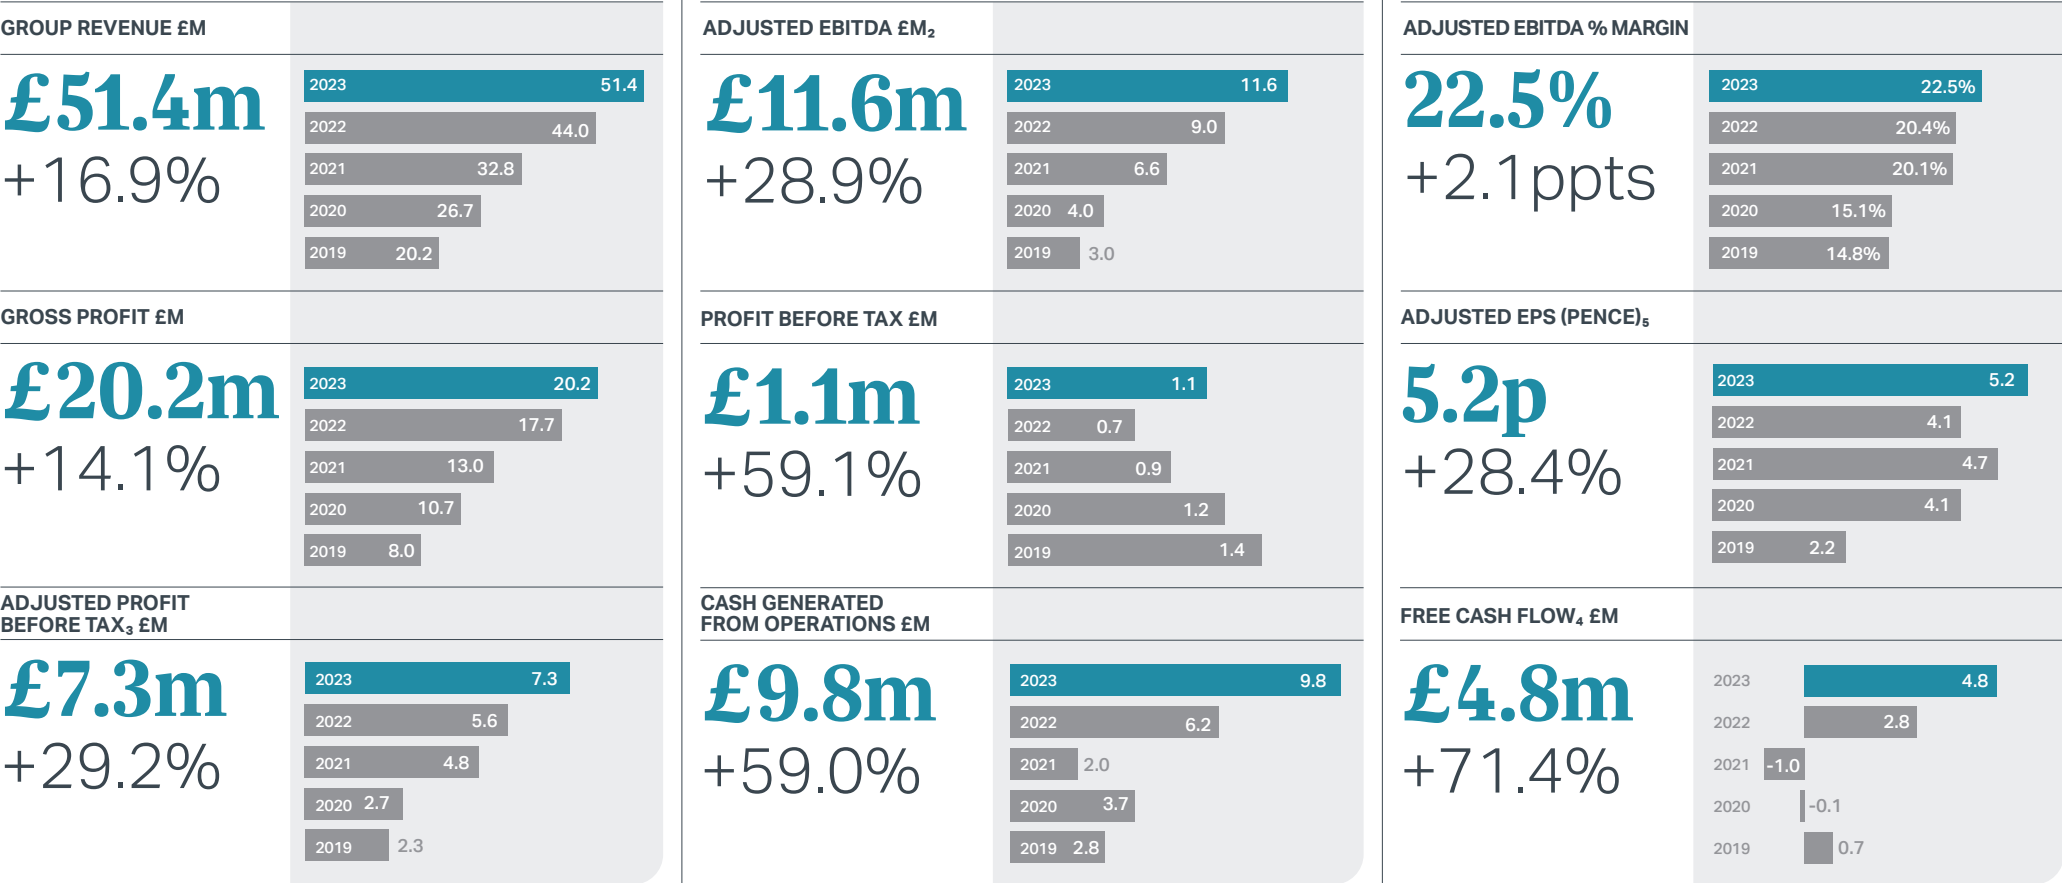 GROUP REVENUE £M
£51.4m
+16.9%
2023 51.4
2022 44.0
2021 32.8
2020 26.7
2019 20.2
ADJUSTED EBITDA £M₂
£11.6m
+28.9%
2023 11.6
2022 9.0
2021 6.6
2020 4.0
2019 3.0
ADJUSTED EBITDA % MARGIN
22.5%
+2.1ppts
2023 22.5%
2022 20.4%
2021 20.1%
2020 15.1%
2019 14.8%
GROSS PROFIT £M
£20.2m
+14.1%
2023 20.2
2022 17.7
2021 13.0
2020 10.7
2019 8.0
PROFIT BEFORE TAX £M
£1.1m
+59.1%
2023 1.1
2022 0.7
2021 0.9
2020 1.2
2019 1.4
ADJUSTED EPS (PENCE)₅
5.2p
+28.4%
2023 5.2
2022 4.1
2021 4.7
2020 4.1
2019 2.2
ADJUSTED PROFIT
BEFORE TAX₃ £M
£7.3m
+29.2%
2023 7.3
2022 5.6
2021 4.8
2020 2.7
2019 2.3
CASH GENERATED
FROM OPERATIONS £M
£9.8m
+59.0%
2023 9.8
2022 6.2
2021 2.0
2020 3.7
2019 2.8
FREE CASH FLOW₄ £M
£4.8m
+71.4%
2023 4.8
2022 2.8
2021 -1.0
2020 -0.1
2019 0.7